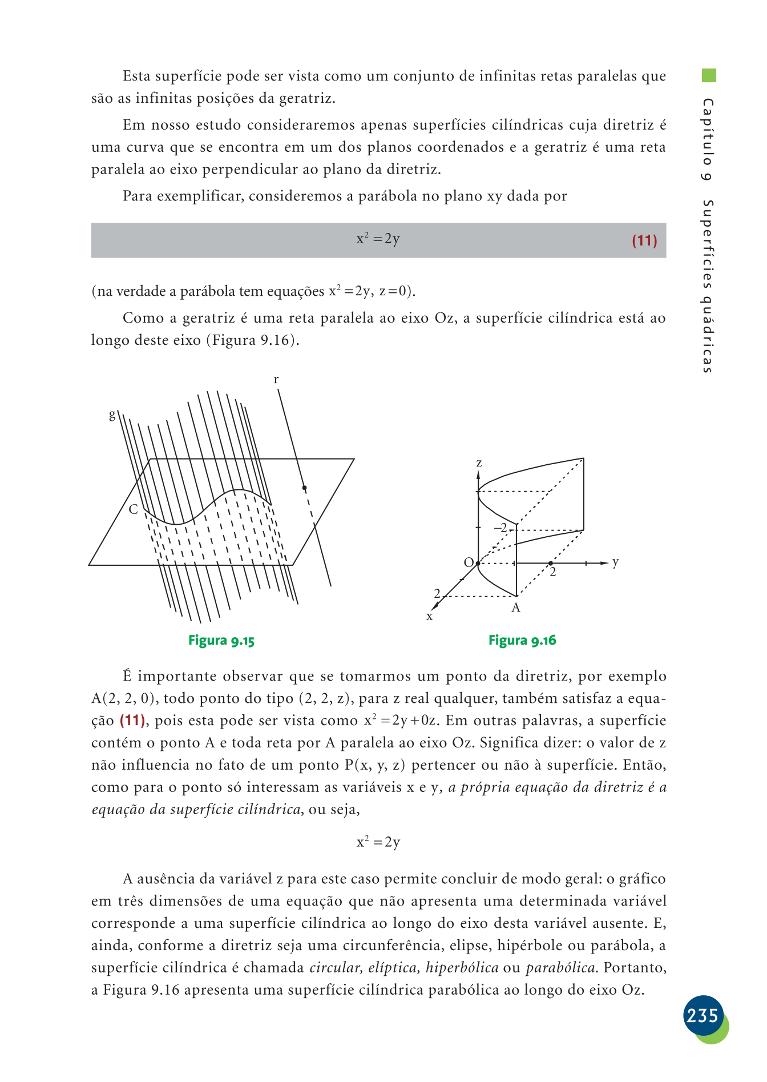 Esta superfície pode ser vista como um conjunto de infinitas retas paralelas que
são as infinitas posições da geratriz.
Em nosso estudo consideraremos apenas superfícies cilíndricas cuja diretriz é
uma curva que se encontra em um dos planos coordenados e a geratriz é uma reta
paralela ao eixo perpendicular ao plano da diretriz.
Para exemplificar, consideremos a parábola no plano xy dada por
x² = 2y (11)
(na verdade a parábola tem equações x² = 2y, z = 0).
Como a geratriz é uma reta paralela ao eixo Oz, a superfície cilíndrica está ao
longo deste eixo (Figura 9.16).
r
g
C
Figura 9.15
z
–2
O
y
2
2
A
x
Figura 9.16
É importante observar que se tomarmos um ponto da diretriz, por exemplo
A(2, 2, 0), todo ponto do tipo (2, 2, z), para z real qualquer, também satisfaz a equa-
ção (11), pois esta pode ser vista como x² = 2y + 0z. Em outras palavras, a superfície
contém o ponto A e toda reta por A paralela ao eixo Oz. Significa dizer: o valor de z
não influencia no fato de um ponto P(x, y, z) pertencer ou não à superfície. Então,
como para o ponto só interessam as variáveis x e y, a própria equação da diretriz é a
equação da superfície cilíndrica, ou seja,
x² = 2y
A ausência da variável z para este caso permite concluir de modo geral: o gráfico
em três dimensões de uma equação que não apresenta uma determinada variável
corresponde a uma superfície cilíndrica ao longo do eixo desta variável ausente. E,
ainda, conforme a diretriz seja uma circunferência, elipse, hipérbole ou parábola, a
superfície cilíndrica é chamada circular, elíptica, hiperbólica ou parabólica. Portanto,
a Figura 9.16 apresenta uma superfície cilíndrica parabólica ao longo do eixo Oz.
Capítulo 9 Superfícies quádricas
235